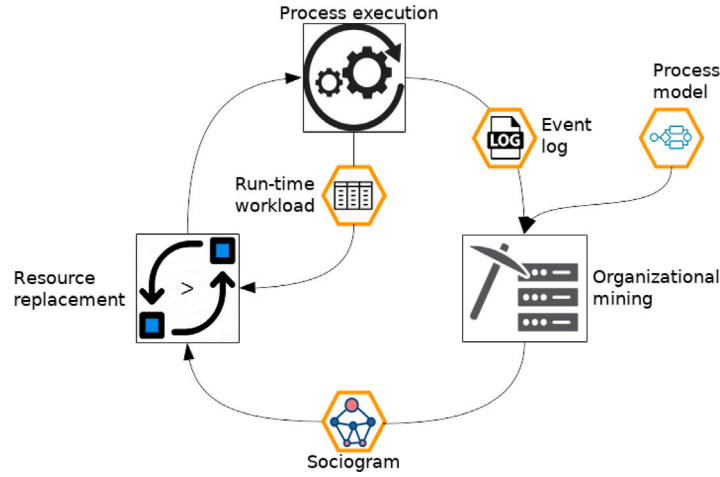 Process execution
Process
model
LOG
Event
log
Run-time
workload
Resource
replacement
>
Organizational
mining
Sociogram